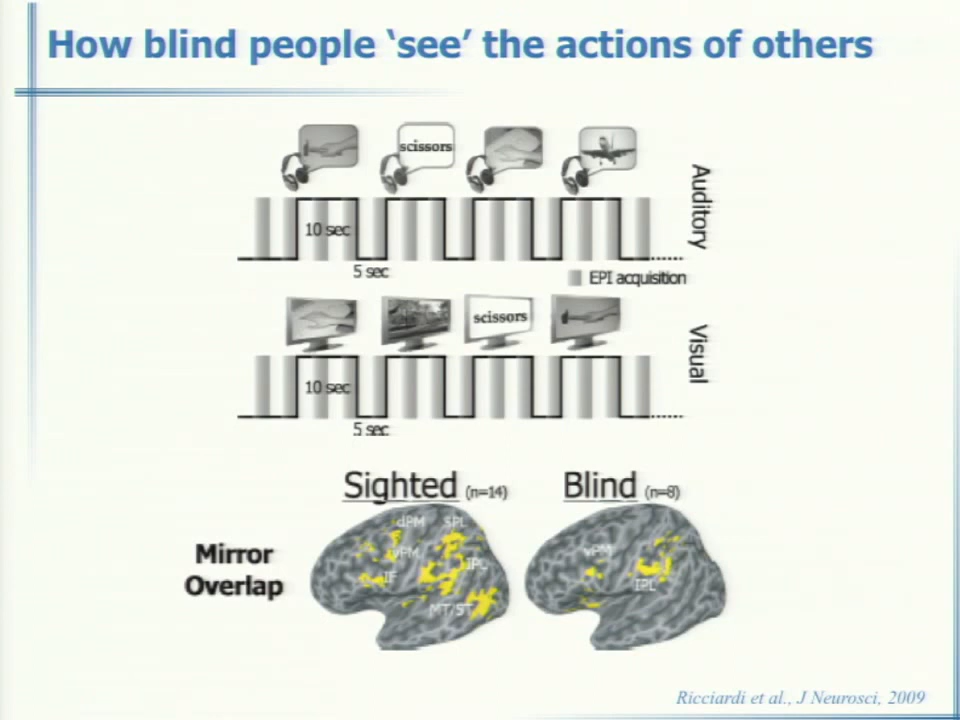 How blind people ‘see’ the actions of others
scissors
Auditory
10 sec
5 sec
EPI acquisition
scissors
Visual
10 sec
5 sec
Sighted (n=14)
Blind (n=8)
Mirror
Overlap
dPM
SPL
vPM
IPL
IF
MT/ST
vPM
IPL
Ricciardi et al., J Neurosci, 2009